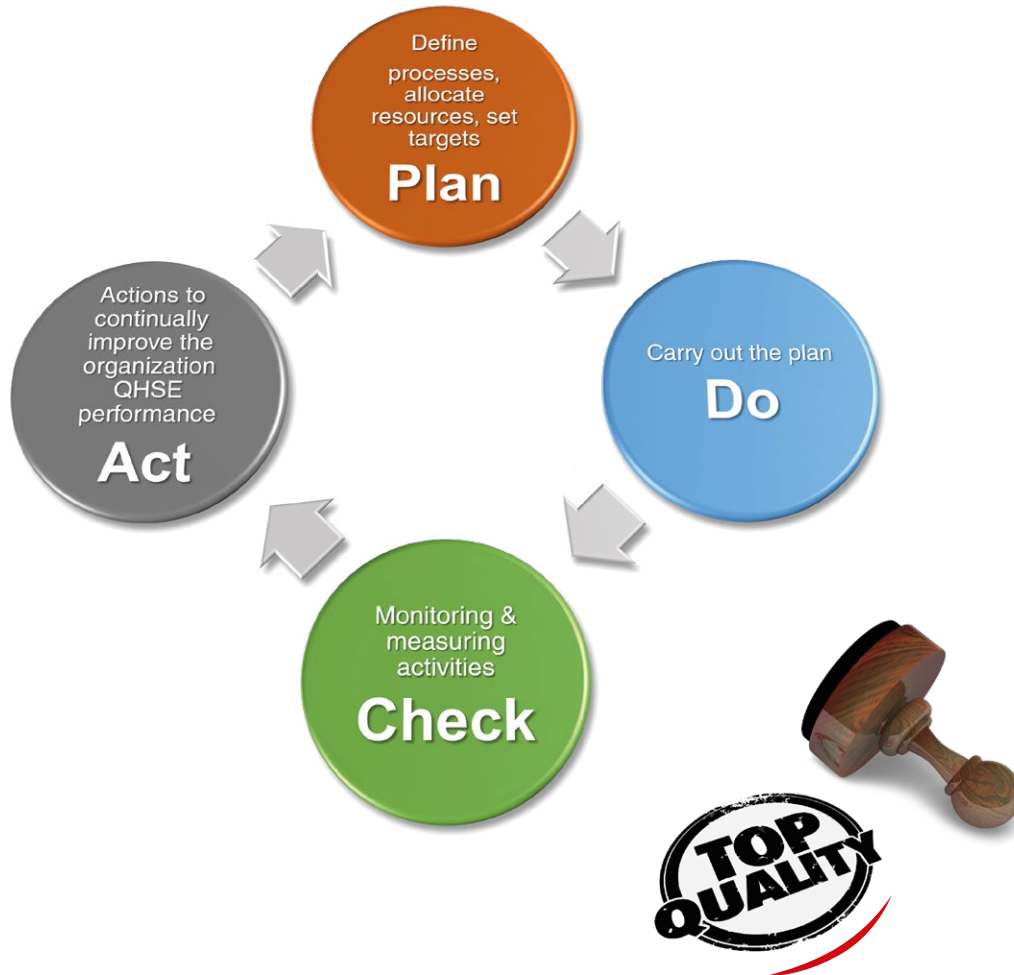 Define
processes,
allocate
resources, set
targets
Plan
Carry out the plan
Do
Monitoring &
measuring
activities
Check
Actions to
continually
improve the
organization
QHSE
performance
Act
TOP
QUALITY